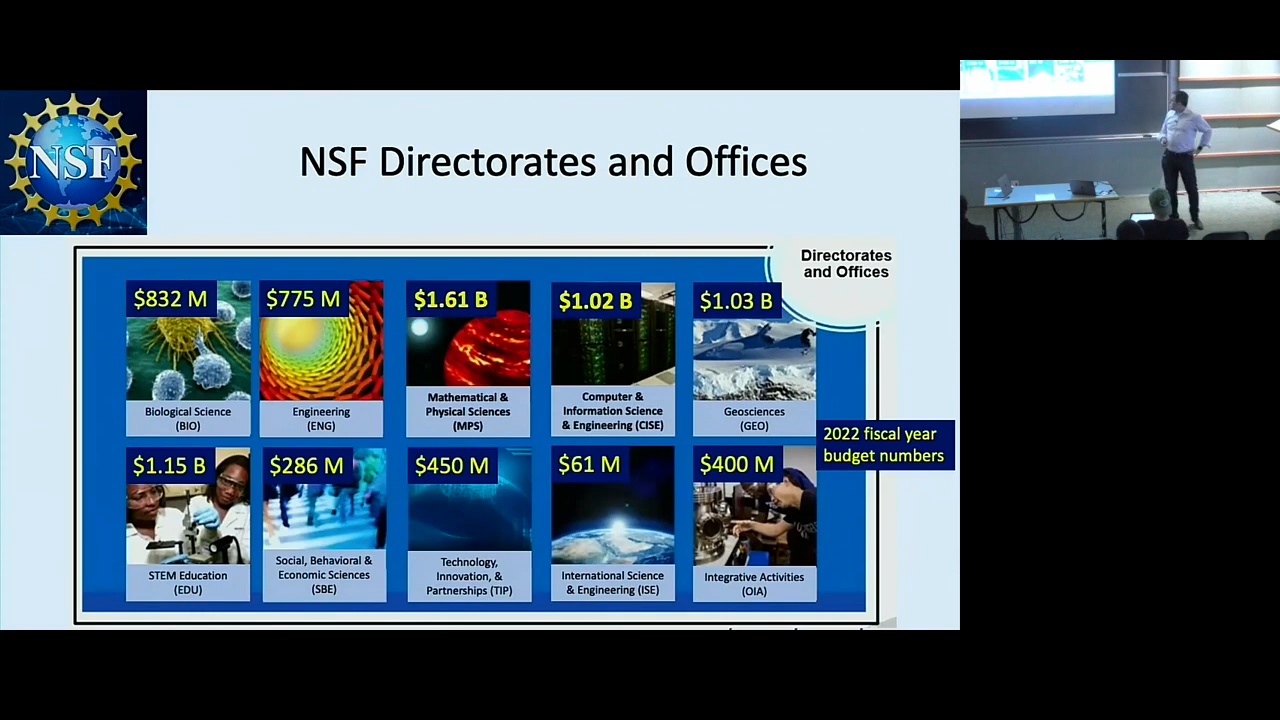 NSF
NSF Directorates and Offices
Directorates
and Offices
$832 M
Biological Science
(BIO)
$775 M
Engineering
(ENG)
$1.61 B
Mathematical &
Physical Sciences
(MPS)
$1.02 B
Computer &
Information Science
& Engineering (CISE)
$1.03 B
Geosciences
(GEO)
2022 fiscal year
budget numbers
$1.15 B
STEM Education
(EDU)
$286 M
Social, Behavioral &
Economic Sciences
(SBE)
$450 M
Technology,
Innovation, &
Partnerships (TIP)
$61 M
International Science
& Engineering (ISE)
$400 M
Integrative Activities
(OIA)